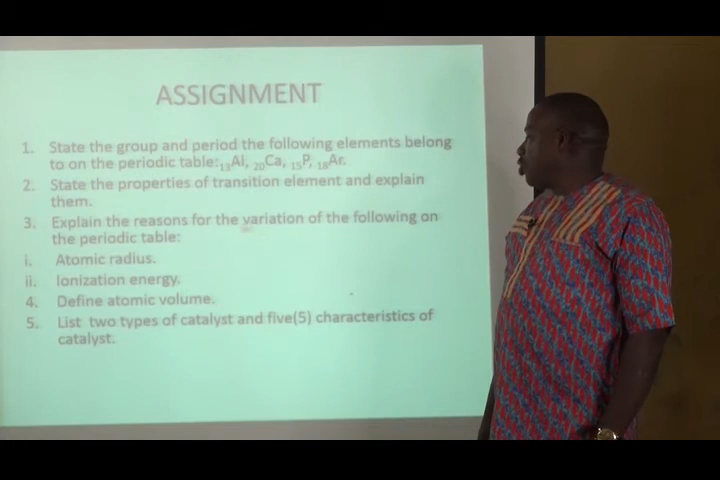 ASSIGNMENT
1. State the group and period the following elements belong
to on the periodic table:₁₃Al, ₂₀Ca, ₁₅P, ₁₈Ar.
2. State the properties of transition element and explain
them.
3. Explain the reasons for the variation of the following on
the periodic table:
i. Atomic radius.
ii. Ionization energy.
4. Define atomic volume.
5. List two types of catalyst and five(5) characteristics of
catalyst.